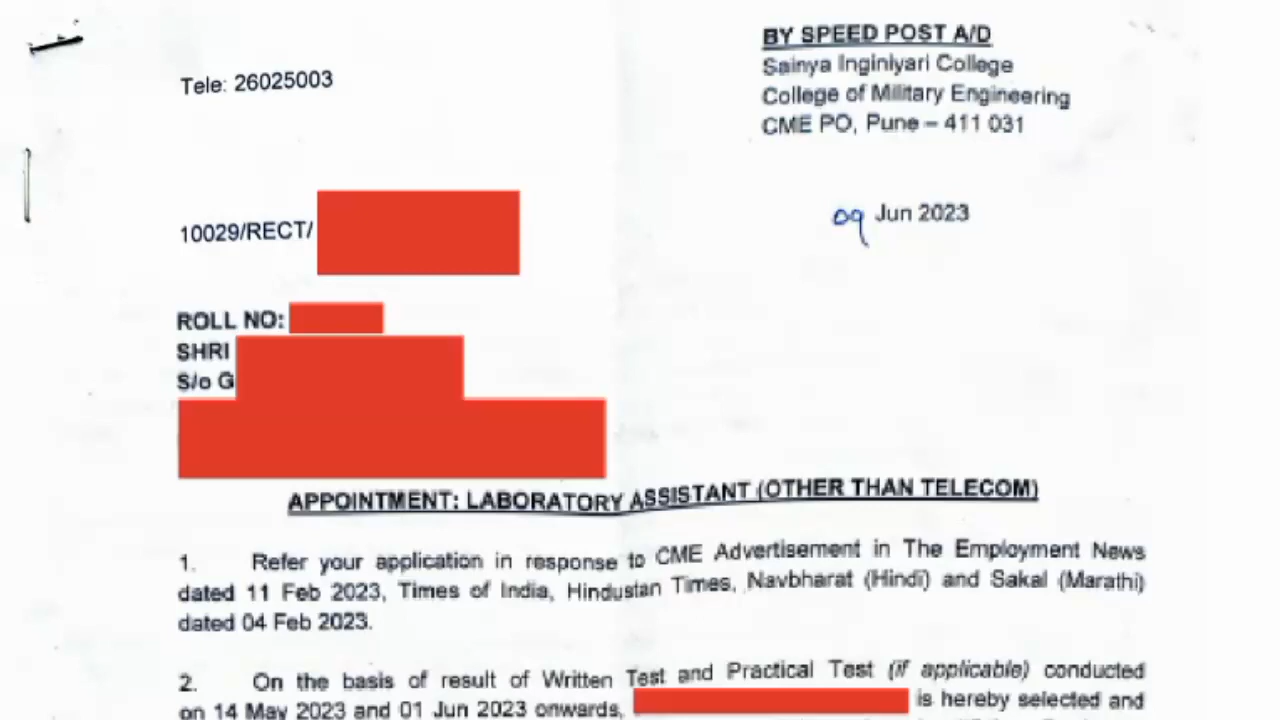 BY SPEED POST A/D
Tele: 26025003
Sainya Inginiyari College
College of Military Engineering
CME PO, Pune – 411 031
10029/RECT/
09 Jun 2023
ROLL NO:
SHRI
S/o G
APPOINTMENT: LABORATORY ASSISTANT (OTHER THAN TELECOM)
1. Refer your application in response to CME Advertisement in The Employment News
dated 11 Feb 2023, Times of India, Hindustan Times, Navbharat (Hindi) and Sakal (Marathi)
dated 04 Feb 2023.
2. On the basis of result of Written Test and Practical Test (if applicable) conducted
on 14 May 2023 and 01 Jun 2023 onwards, is hereby selected and